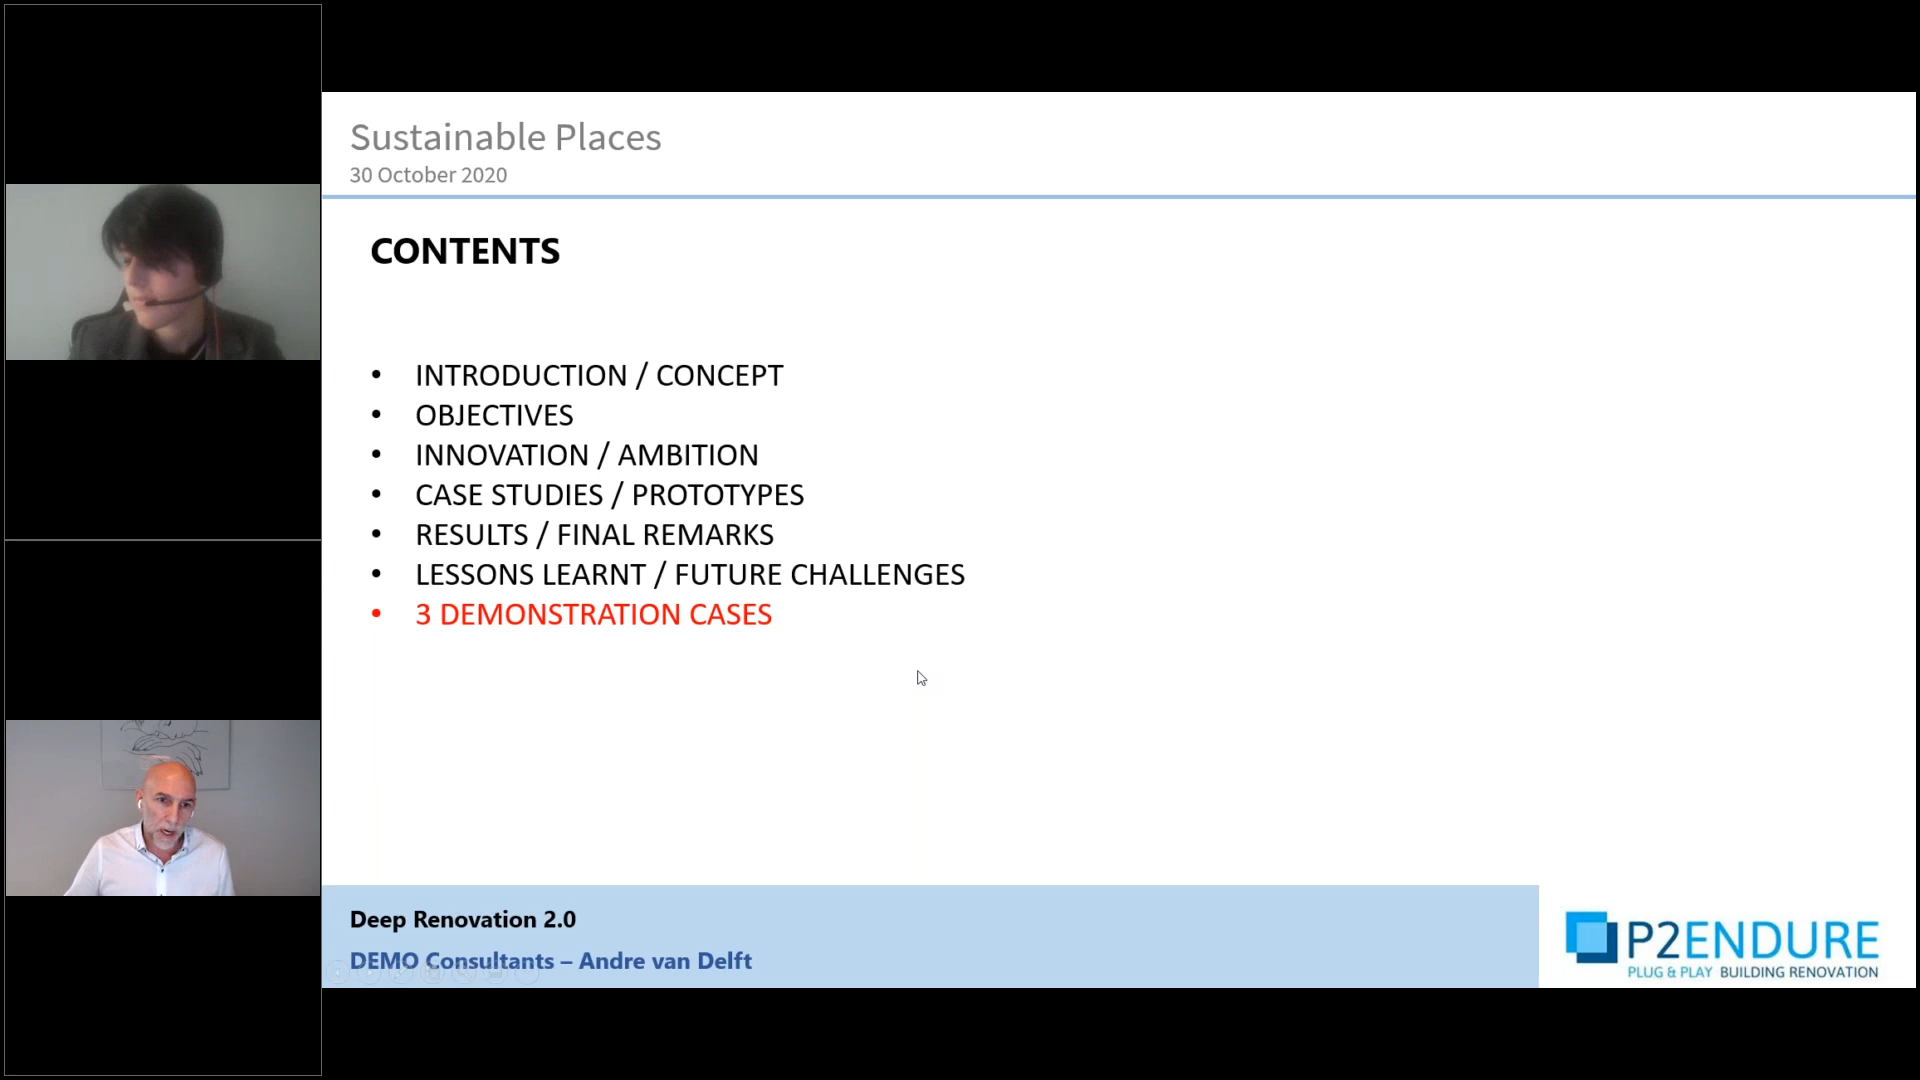 Sustainable Places
30 October 2020
CONTENTS
• INTRODUCTION / CONCEPT
• OBJECTIVES
• INNOVATION / AMBITION
• CASE STUDIES / PROTOTYPES
• RESULTS / FINAL REMARKS
• LESSONS LEARNT / FUTURE CHALLENGES
• 3 DEMONSTRATION CASES
Deep Renovation 2.0
DEMO Consultants – Andre van Delft
P2ENDURE
PLUG & PLAY BUILDING RENOVATION